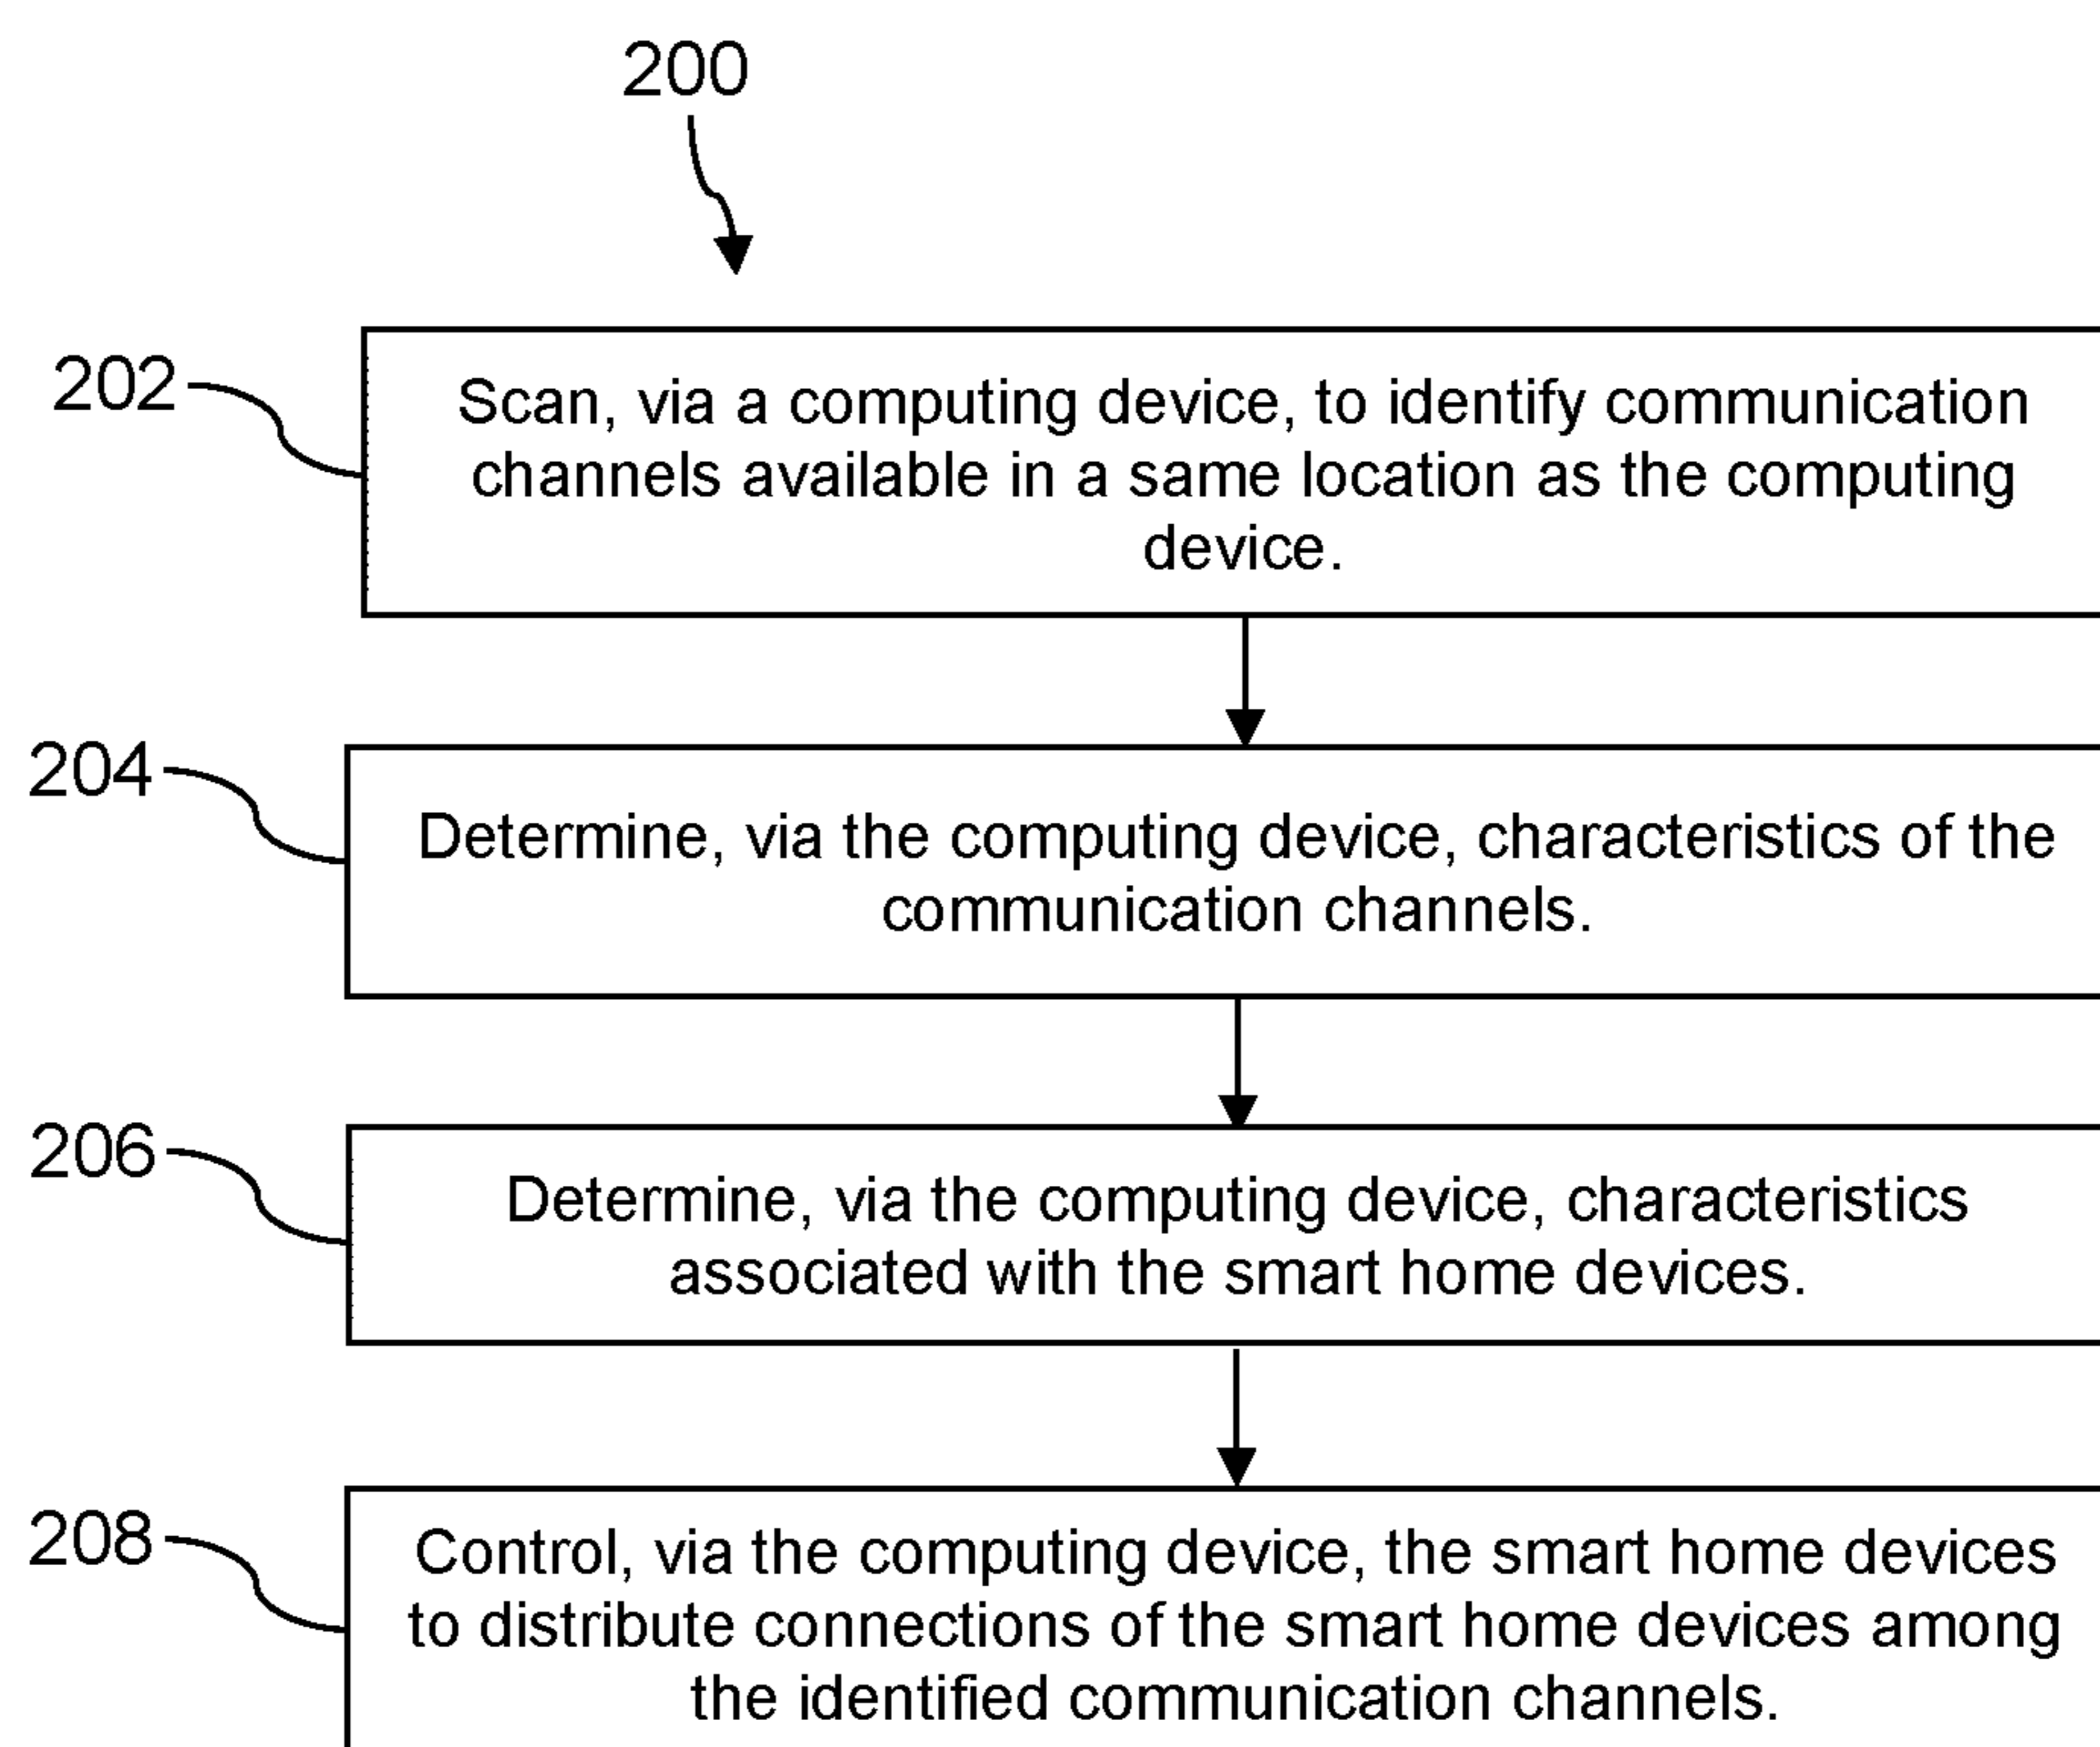 200
202
Scan, via a computing device, to identify communication
channels available in a same location as the computing
device.
204
Determine, via the computing device, characteristics of the
communication channels.
206
Determine, via the computing device, characteristics
associated with the smart home devices.
208
Control, via the computing device, the smart home devices
to distribute connections of the smart home devices among
the identified communication channels.